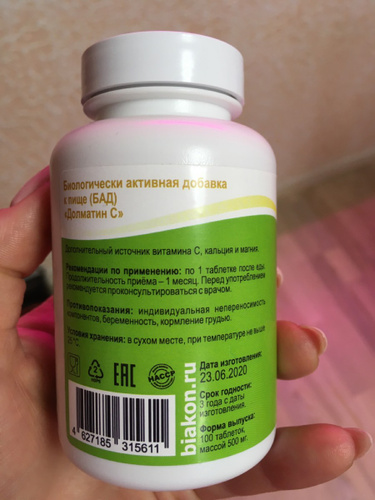 Биологически активная добавка
к пище (БАД)
«Долматин С»
Дополнительный источник витамина С, кальция и магния.
Рекомендации по применению: по 1 таблетке после еды.
Продолжительность приёма – 1 месяц. Перед употреблением
рекомендуется проконсультироваться с врачом.
Противопоказания: индивидуальная непереносимость
компонентов, беременность, кормление грудью.
Условия хранения: в сухом месте, при температуре не выше
25 °С.
2
HDPE
ЕАС
HACCP
biakon.ru
Дата изготовления:
23.06.2020
Срок годности:
3 года с даты
изготовления.
Форма выпуска:
100 таблеток,
массой 500 мг.
4 627185 315611